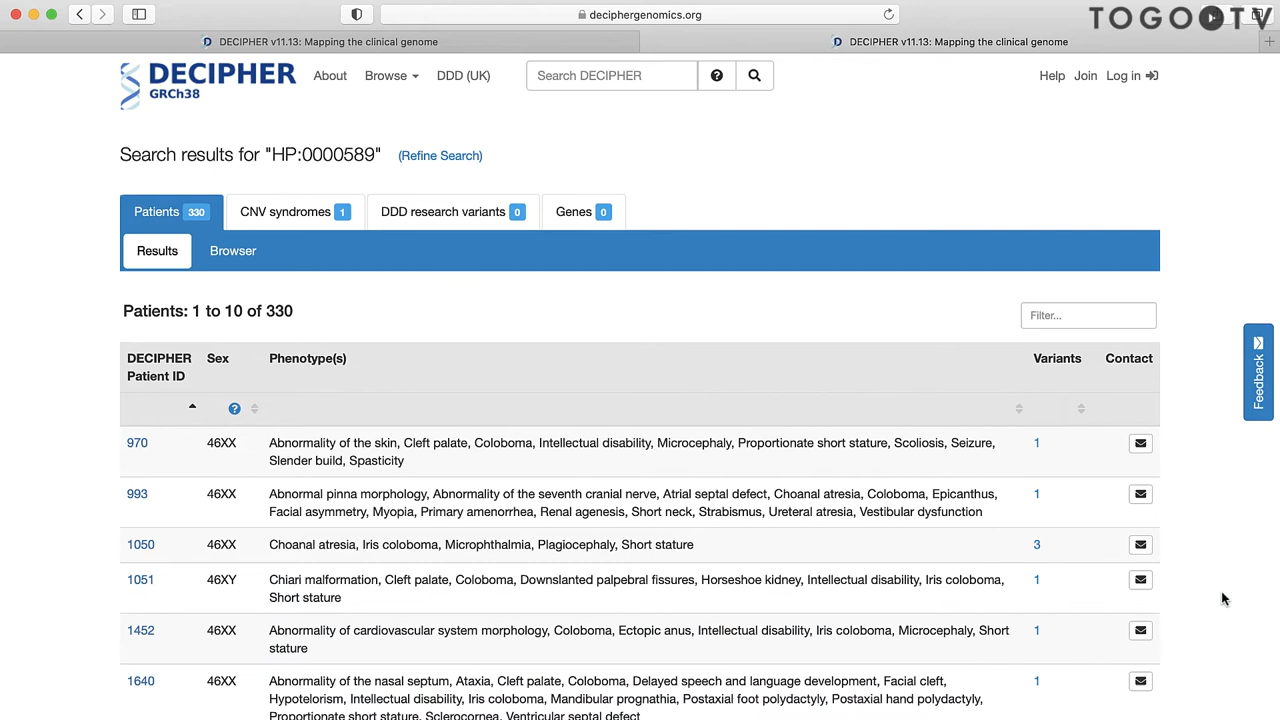 deciphergenomics.org
TOGO TV
DECIPHER v11.13: Mapping the clinical genome
DECIPHER v11.13: Mapping the clinical genome
DECIPHER
GRCh38
About
Browse
DDD (UK)
Search DECIPHER
Help
Join
Log in
Search results for "HP:0000589"
(Refine Search)
Patients 330
CNV syndromes 1
DDD research variants 0
Genes 0
Results
Browser
Patients: 1 to 10 of 330
Filter...
DECIPHER
Patient ID
Sex
Phenotype(s)
Variants
Contact
970
46XX
Abnormality of the skin, Cleft palate, Coloboma, Intellectual disability, Microcephaly, Proportionate short stature, Scoliosis, Seizure,
Slender build, Spasticity
1
993
46XX
Abnormal pinna morphology, Abnormality of the seventh cranial nerve, Atrial septal defect, Choanal atresia, Coloboma, Epicanthus,
Facial asymmetry, Myopia, Primary amenorrhea, Renal agenesis, Short neck, Strabismus, Ureteral atresia, Vestibular dysfunction
1
1050
46XX
Choanal atresia, Iris coloboma, Microphthalmia, Plagiocephaly, Short stature
3
1051
46XY
Chiari malformation, Cleft palate, Coloboma, Downslanted palpebral fissures, Horseshoe kidney, Intellectual disability, Iris coloboma,
Short stature
1
1452
46XX
Abnormality of cardiovascular system morphology, Coloboma, Ectopic anus, Intellectual disability, Iris coloboma, Microcephaly, Short
stature
1
1640
46XX
Abnormality of the nasal septum, Ataxia, Cleft palate, Coloboma, Delayed speech and language development, Facial cleft,
Hypotelorism, Intellectual disability, Iris coloboma, Mandibular prognathia, Postaxial foot polydactyly, Postaxial hand polydactyly,
Proportionate short stature, Sclerocornea, Ventricular septal defect
1
Feedback